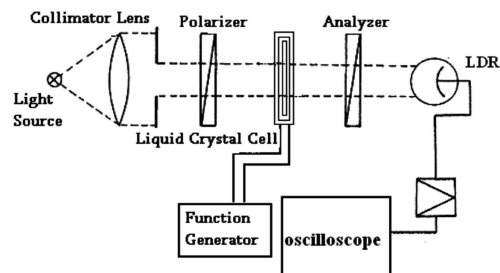 Collimator Lens
Polarizer
Analyzer
LDR
Light
Source
Liquid Crystal Cell
Function
Generator
oscilloscope